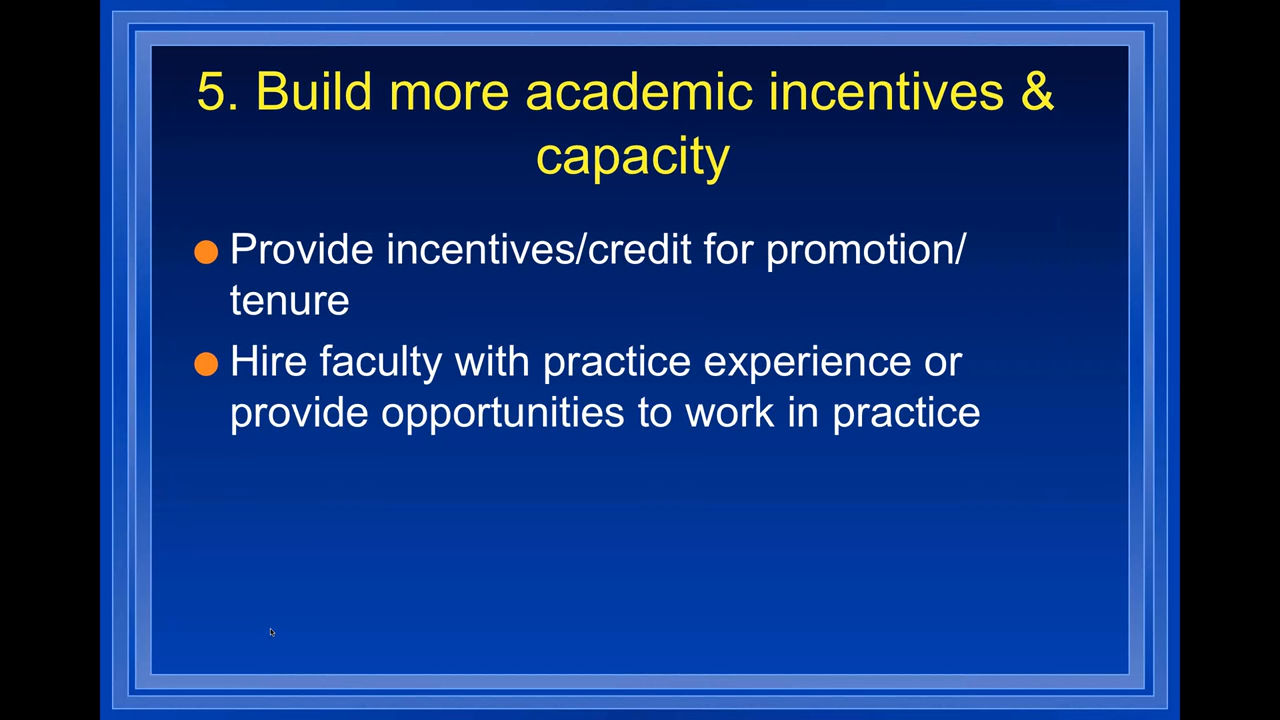 5. Build more academic incentives &
capacity
Provide incentives/credit for promotion/
tenure
Hire faculty with practice experience or
provide opportunities to work in practice